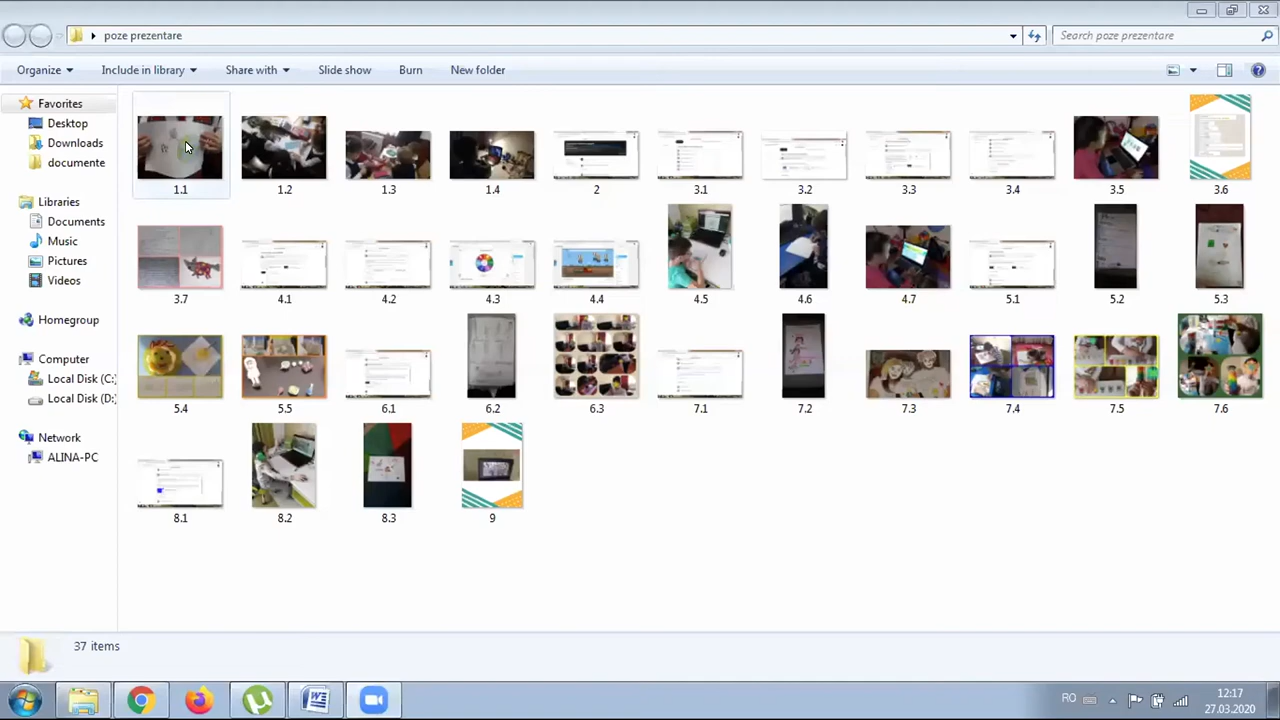 poze prezentare
Search poze prezentare
Organize Include in library Share with Slide show Burn New folder
Favorites
Desktop
Downloads
documente
Libraries
Documents
Music
Pictures
Videos
Homegroup
Computer
Local Disk (C:
Local Disk (D:)
Network
ALINA-PC
1.1 1.2 1.3 1.4 2 3.1 3.2 3.3 3.4 3.5 3.6
3.7 4.1 4.2 4.3 4.4 4.5 4.6 4.7 5.1 5.2 5.3
5.4 5.5 6.1 6.2 6.3 7.1 7.2 7.3 7.4 7.5 7.6
8.1 8.2 8.3 9
37 items
RO
12:17
27.03.2020